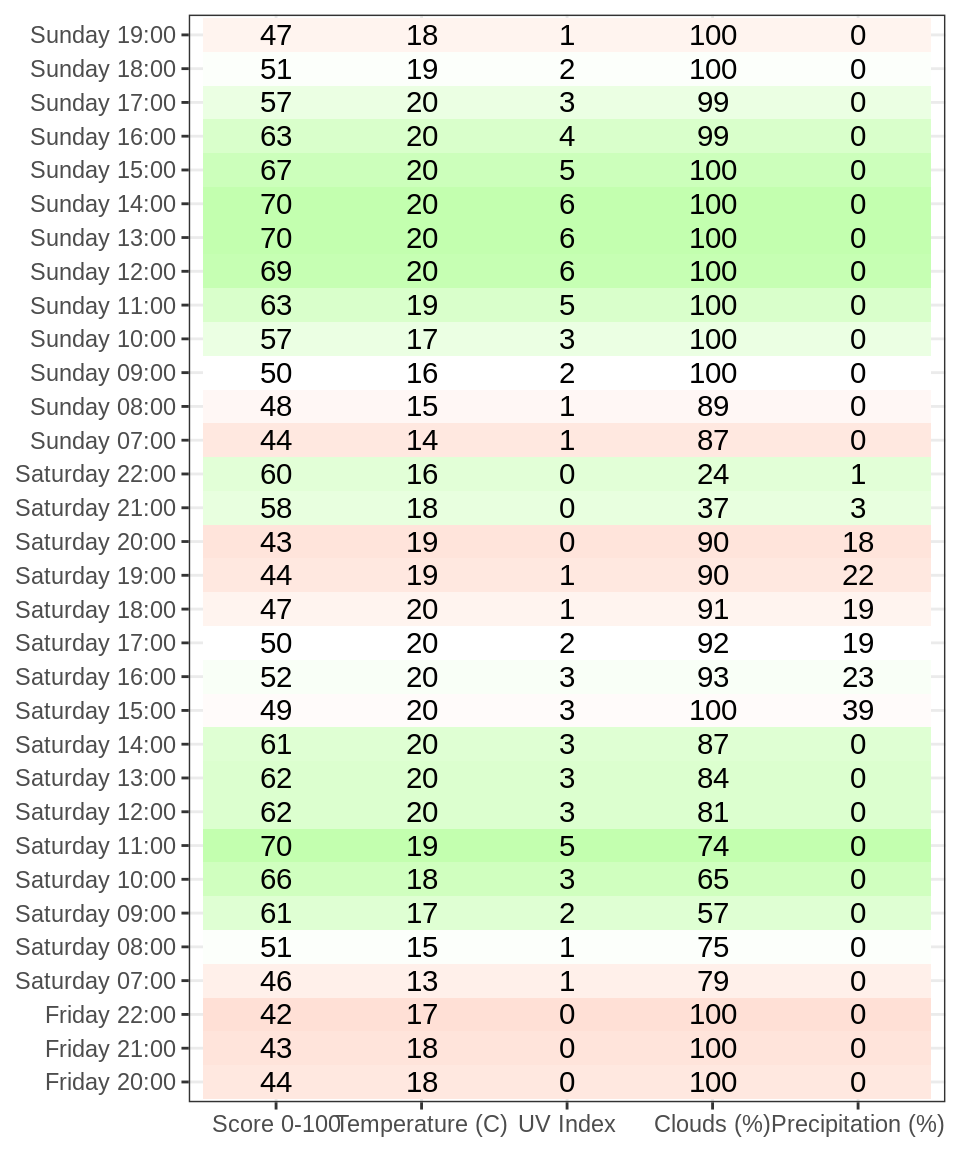 Sunday 19:00 47 18 1 100 0
Sunday 18:00 51 19 2 100 0
Sunday 17:00 57 20 3 99 0
Sunday 16:00 63 20 4 99 0
Sunday 15:00 67 20 5 100 0
Sunday 14:00 70 20 6 100 0
Sunday 13:00 70 20 6 100 0
Sunday 12:00 69 20 6 100 0
Sunday 11:00 63 19 5 100 0
Sunday 10:00 57 17 3 100 0
Sunday 09:00 50 16 2 100 0
Sunday 08:00 48 15 1 89 0
Sunday 07:00 44 14 1 87 0
Saturday 22:00 60 16 0 24 1
Saturday 21:00 58 18 0 37 3
Saturday 20:00 43 19 0 90 18
Saturday 19:00 44 19 1 90 22
Saturday 18:00 47 20 1 91 19
Saturday 17:00 50 20 2 92 19
Saturday 16:00 52 20 3 93 23
Saturday 15:00 49 20 3 100 39
Saturday 14:00 61 20 3 87 0
Saturday 13:00 62 20 3 84 0
Saturday 12:00 62 20 3 81 0
Saturday 11:00 70 19 5 74 0
Saturday 10:00 66 18 3 65 0
Saturday 09:00 61 17 2 57 0
Saturday 08:00 51 15 1 75 0
Saturday 07:00 46 13 1 79 0
Friday 22:00 42 17 0 100 0
Friday 21:00 43 18 0 100 0
Friday 20:00 44 18 0 100 0
Score 0-100 Temperature (C) UV Index Clouds (%) Precipitation (%)